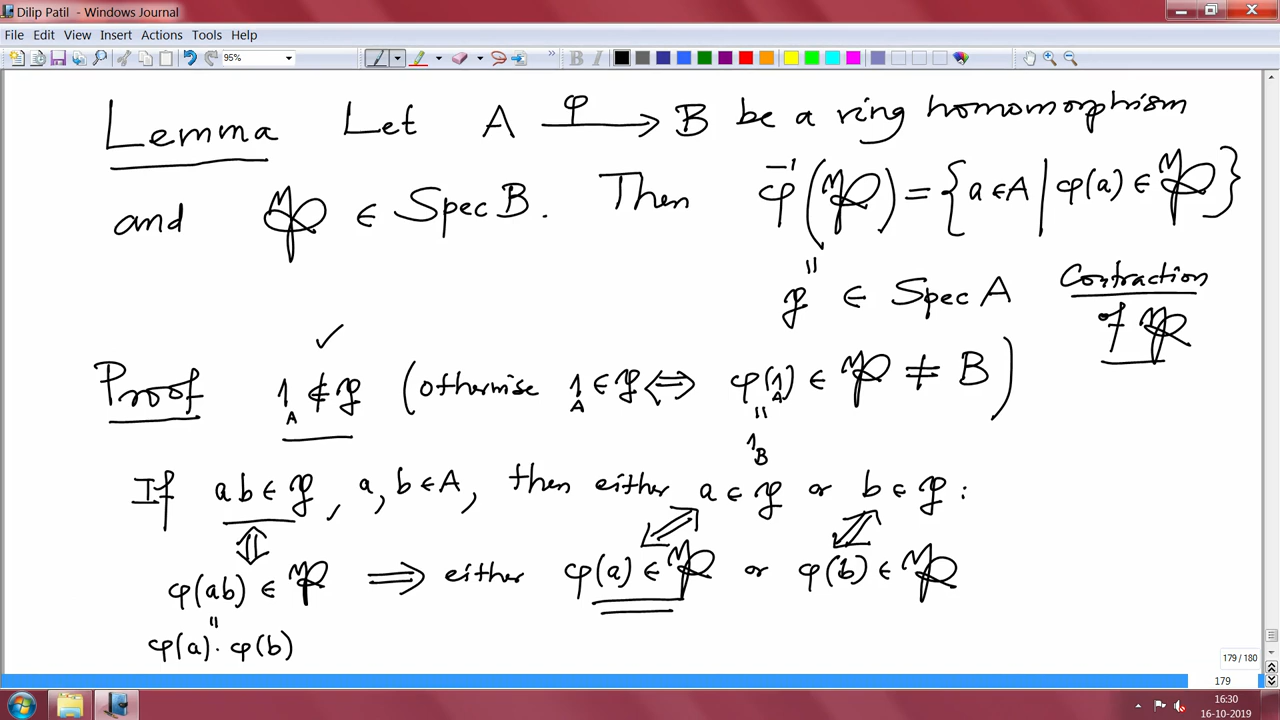 Dilip Patil - Windows Journal
File Edit View Insert Actions Tools Help
95%
Lemma Let A --φ--> B be a ring homomorphism
and 𝔓 ∈ Spec B. Then φ⁻¹(𝔓) = {a ∈ A | φ(a) ∈ 𝔓}
||
𝔭 ∈ Spec A Contraction
of 𝔓
✓
Proof 1_A ∉ 𝔭 (otherwise 1_A ∈ 𝔭 ⟺ φ(1_A) ∈ 𝔓 ≠ B)
||
1_B
If ab ∈ 𝔭, a, b ∈ A, then either a ∈ 𝔭 or b ∈ 𝔭 :
⇕ ⇕ ⇕
φ(ab) ∈ 𝔓 ⟹ either φ(a) ∈ 𝔓 or φ(b) ∈ 𝔓
||
φ(a)·φ(b)
179 / 180
179
16:30
16-10-2019